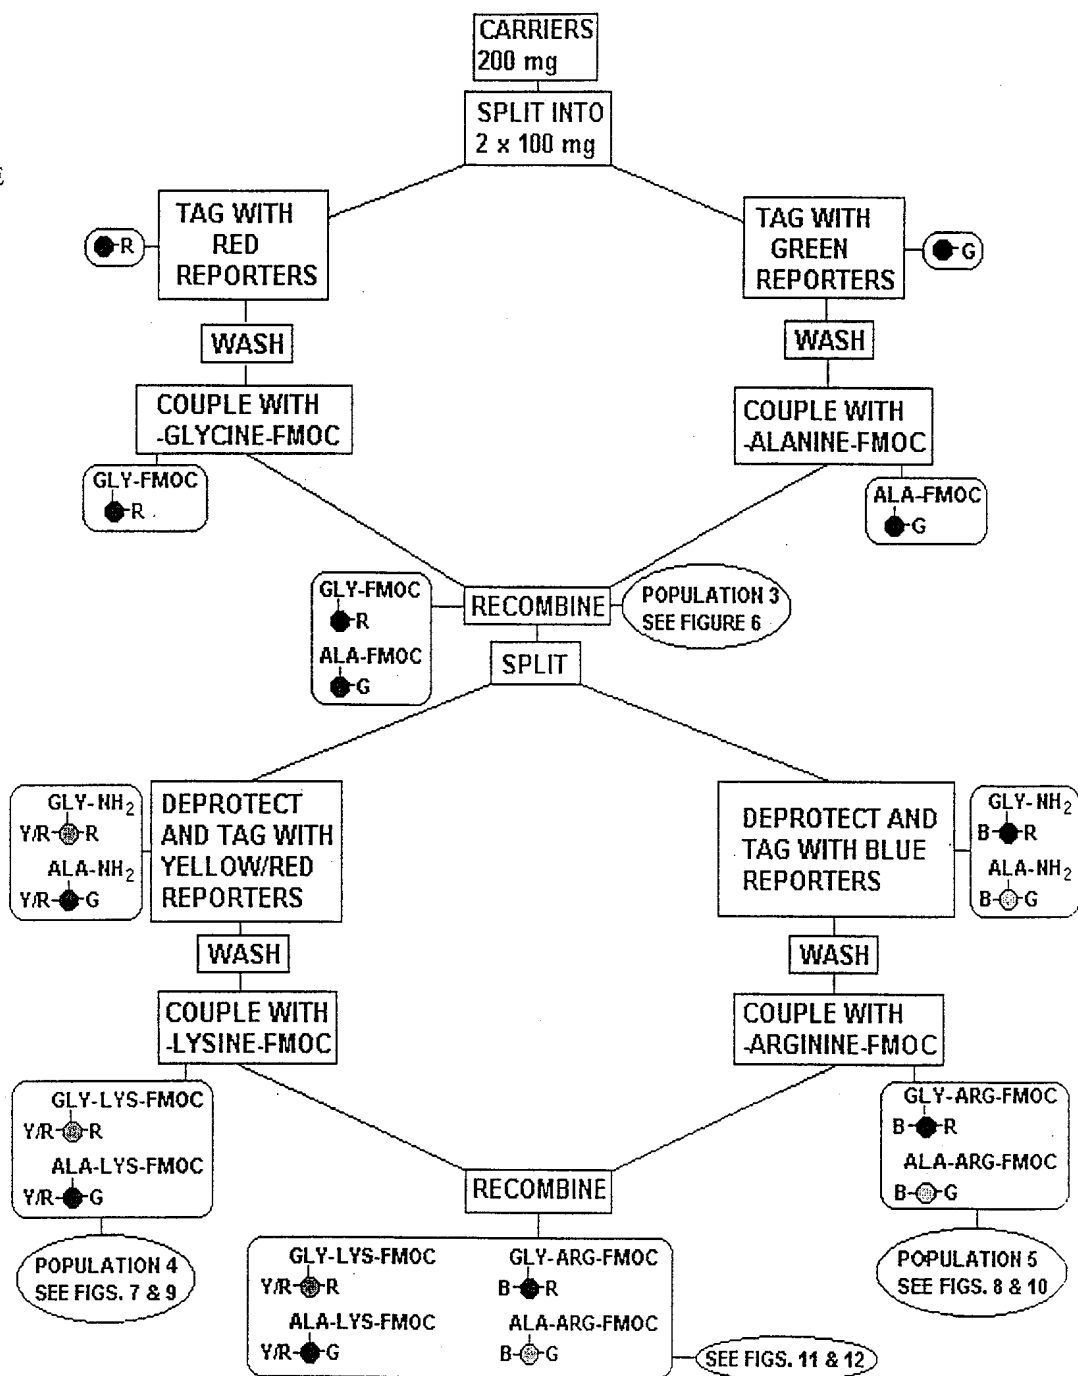 CARRIERS
200 mg
SPLIT INTO
2 x 100 mg
E
TAG WITH
RED
REPORTERS
R
TAG WITH
GREEN
REPORTERS
G
WASH
WASH
COUPLE WITH
-GLYCINE-FMOC
COUPLE WITH
-ALANINE-FMOC
GLY-FMOC
R
ALA-FMOC
G
GLY-FMOC
R
ALA-FMOC
G
RECOMBINE
POPULATION 3
SEE FIGURE 6
SPLIT
GLY-NH2
Y/R R
ALA-NH2
Y/R G
DEPROTECT
AND TAG WITH
YELLOW/RED
REPORTERS
DEPROTECT AND
TAG WITH BLUE
REPORTERS
GLY-NH2
B R
ALA-NH2
B G
WASH
WASH
COUPLE WITH
-LYSINE-FMOC
COUPLE WITH
-ARGININE-FMOC
GLY-LYS-FMOC
Y/R R
ALA-LYS-FMOC
Y/R G
GLY-ARG-FMOC
B R
ALA-ARG-FMOC
B G
RECOMBINE
POPULATION 4
SEE FIGS. 7 & 9
POPULATION 5
SEE FIGS. 8 & 10
GLY-LYS-FMOC GLY-ARG-FMOC
Y/R R B R
ALA-LYS-FMOC ALA-ARG-FMOC
Y/R G B G
SEE FIGS. 11 & 12